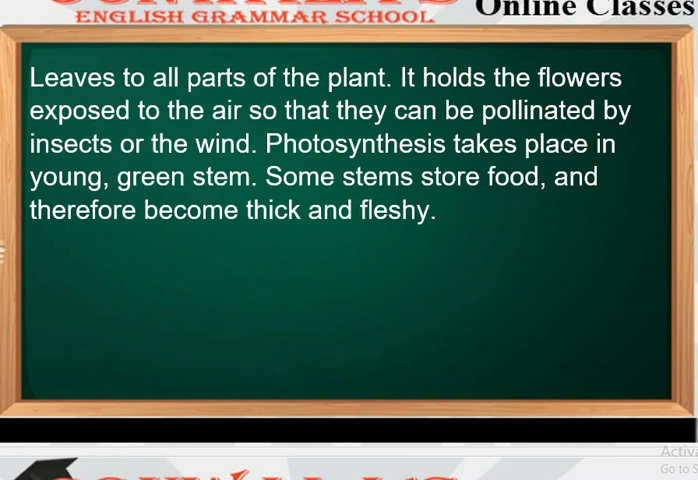 ENGLISH GRAMMAR SCHOOL
Online Classes
Leaves to all parts of the plant. It holds the flowers
exposed to the air so that they can be pollinated by
insects or the wind. Photosynthesis takes place in
young, green stem. Some stems store food, and
therefore become thick and fleshy.
Go to S